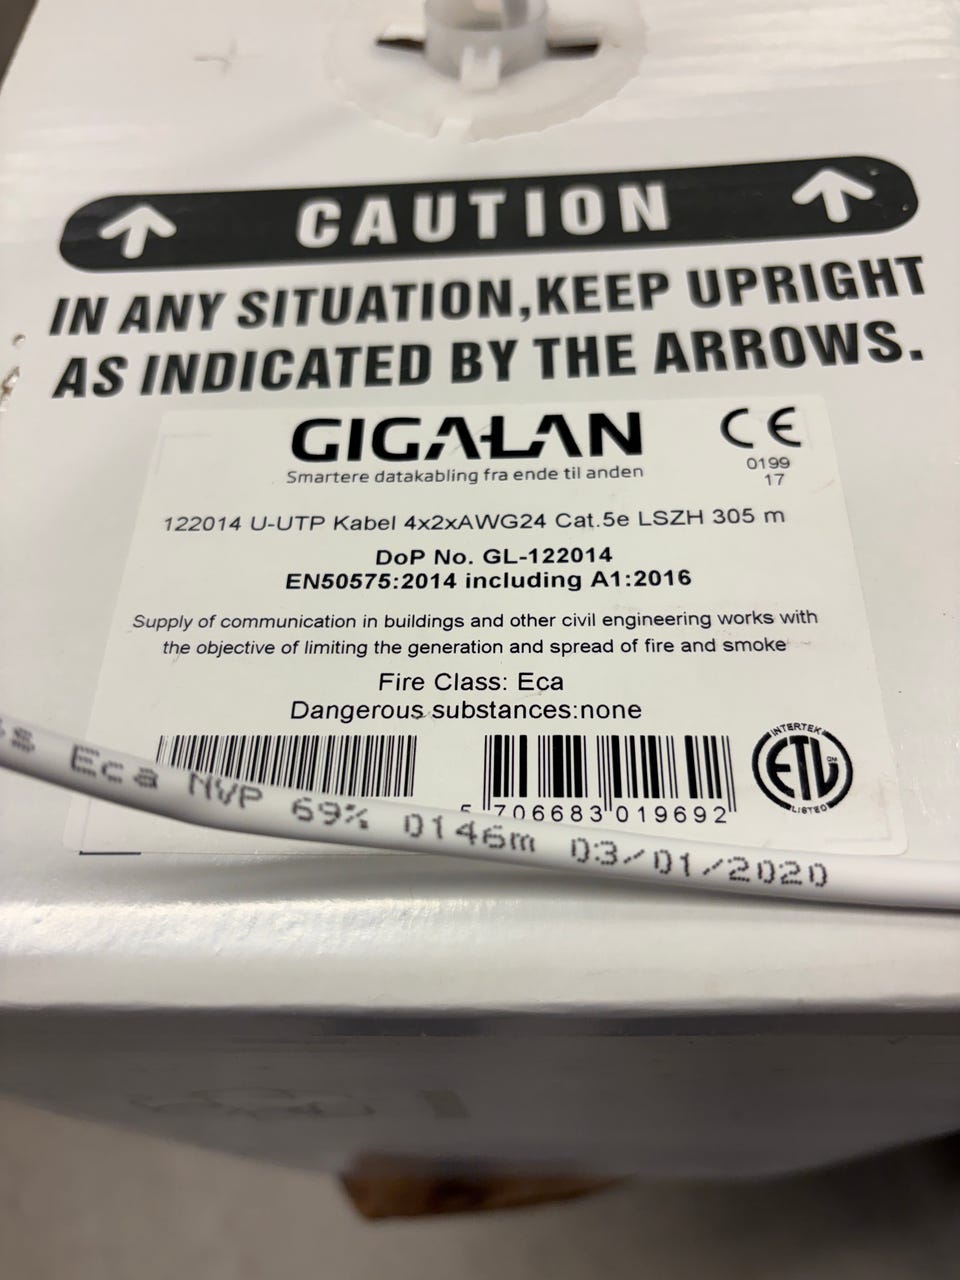 CAUTION
IN ANY SITUATION,KEEP UPRIGHT
AS INDICATED BY THE ARROWS.
GIGALAN
Smartere datakabling fra ende til anden
CE
0199
17
122014 U-UTP Kabel 4x2xAWG24 Cat.5e LSZH 305 m
DoP No. GL-122014
EN50575:2014 including A1:2016
Supply of communication in buildings and other civil engineering works with
the objective of limiting the generation and spread of fire and smoke
Fire Class: Eca
Dangerous substances:none
INTERTEK
ETL
CM
LISTED
5 706683 019692
Eca NVP 69% 0146m 03/01/2020